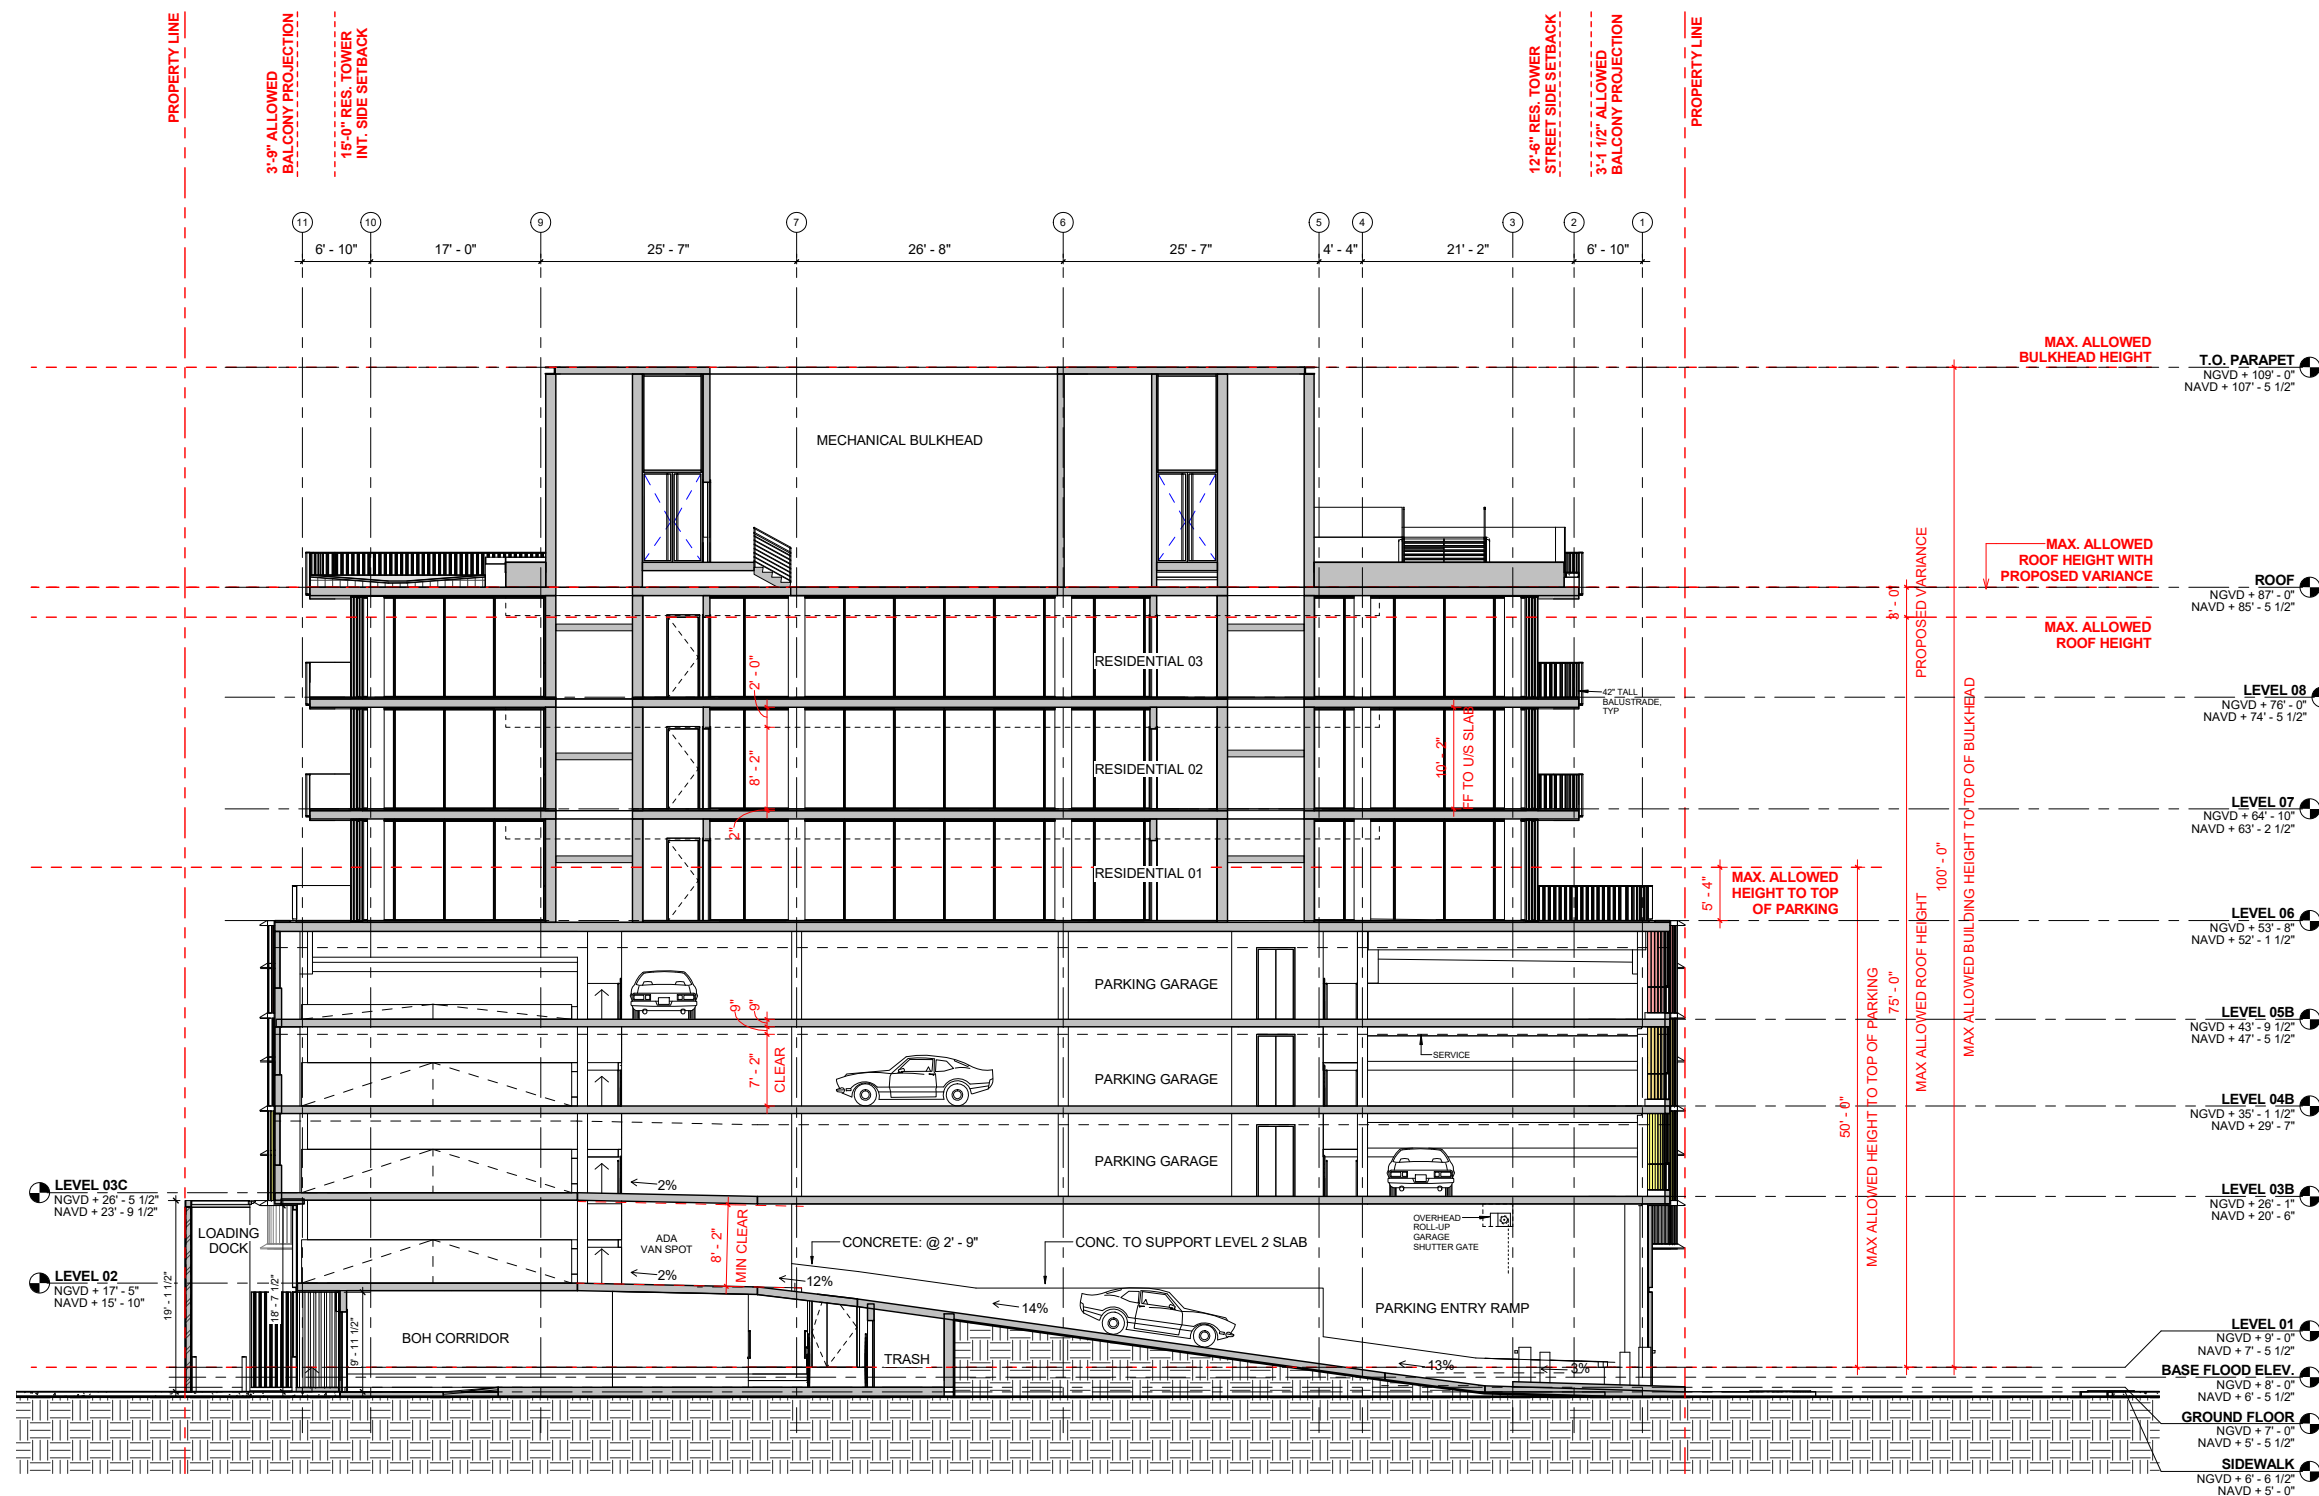 PROPERTY LINE
3'-9" ALLOWED
BALCONY PROJECTION
15'-0" RES. TOWER
INT. SIDE SETBACK
12'-6" RES. TOWER
STREET SIDE SETBACK
3'-1 1/2" ALLOWED
BALCONY PROJECTION
PROPERTY LINE
11
10
9
7
6
5
4
3
2
1
6' - 10"
17' - 0"
25' - 7"
26' - 8"
25' - 7"
4' - 4"
21' - 2"
6' - 10"
MAX. ALLOWED
BULKHEAD HEIGHT
T.O. PARAPET
NGVD + 109' - 0"
NAVD + 107' - 5 1/2"
MECHANICAL BULKHEAD
MAX. ALLOWED
ROOF HEIGHT WITH
PROPOSED VARIANCE
PROPOSED VARIANCE
3' - 0"
ROOF
NGVD + 87' - 0"
NAVD + 85' - 5 1/2"
MAX. ALLOWED
ROOF HEIGHT
RESIDENTIAL 03
2' - 0"
42" TALL
BALUSTRADE,
TYP
LEVEL 08
NGVD + 76' - 0"
NAVD + 74' - 5 1/2"
RESIDENTIAL 02
8' - 2"
2"
10' - 2"
FF TO U/S SLAB
LEVEL 07
NGVD + 64' - 10"
NAVD + 63' - 2 1/2"
RESIDENTIAL 01
MAX. ALLOWED
HEIGHT TO TOP
OF PARKING
5' - 4"
LEVEL 06
NGVD + 53' - 8"
NAVD + 52' - 1 1/2"
100' - 0"
MAX ALLOWED BUILDING HEIGHT TO TOP OF BULKHEAD
75' - 0"
MAX ALLOWED ROOF HEIGHT
50' - 0"
MAX ALLOWED HEIGHT TO TOP OF PARKING
PARKING GARAGE
9"
9"
LEVEL 05B
NGVD + 43' - 9 1/2"
NAVD + 47' - 5 1/2"
SERVICE
7' - 2"
CLEAR
PARKING GARAGE
LEVEL 04B
NGVD + 35' - 1 1/2"
NAVD + 29' - 7"
PARKING GARAGE
2%
LEVEL 03C
NGVD + 26' - 5 1/2"
NAVD + 23' - 9 1/2"
LEVEL 03B
NGVD + 26' - 1"
NAVD + 20' - 6"
LOADING
DOCK
ADA
VAN SPOT
8' - 2"
MIN CLEAR
CONCRETE: @ 2' - 9"
CONC. TO SUPPORT LEVEL 2 SLAB
OVERHEAD
ROLL-UP
GARAGE
SHUTTER GATE
2%
12%
LEVEL 02
NGVD + 17' - 5"
NAVD + 15' - 10"
19' - 1 1/2"
18' - 7 1/2"
9' - 11 1/2"
14%
PARKING ENTRY RAMP
BOH CORRIDOR
TRASH
13%
3%
LEVEL 01
NGVD + 9' - 0"
NAVD + 7' - 5 1/2"
BASE FLOOD ELEV.
NGVD + 8' - 0"
NAVD + 6' - 5 1/2"
GROUND FLOOR
NGVD + 7' - 0"
NAVD + 5' - 5 1/2"
SIDEWALK
NGVD + 6' - 6 1/2"
NAVD + 5' - 0"